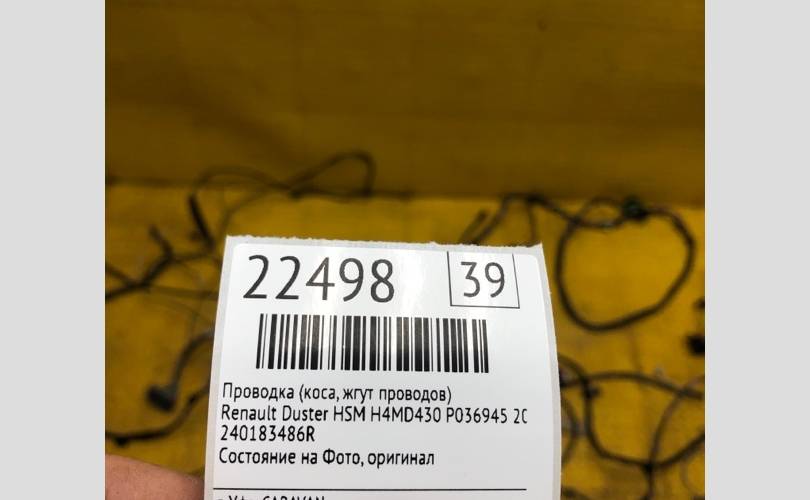 22498 39
Проводка (коса, жгут проводов)
Renault Duster HSM H4MD430 P036945 20
240183486R
Состояние на Фото, оригинал